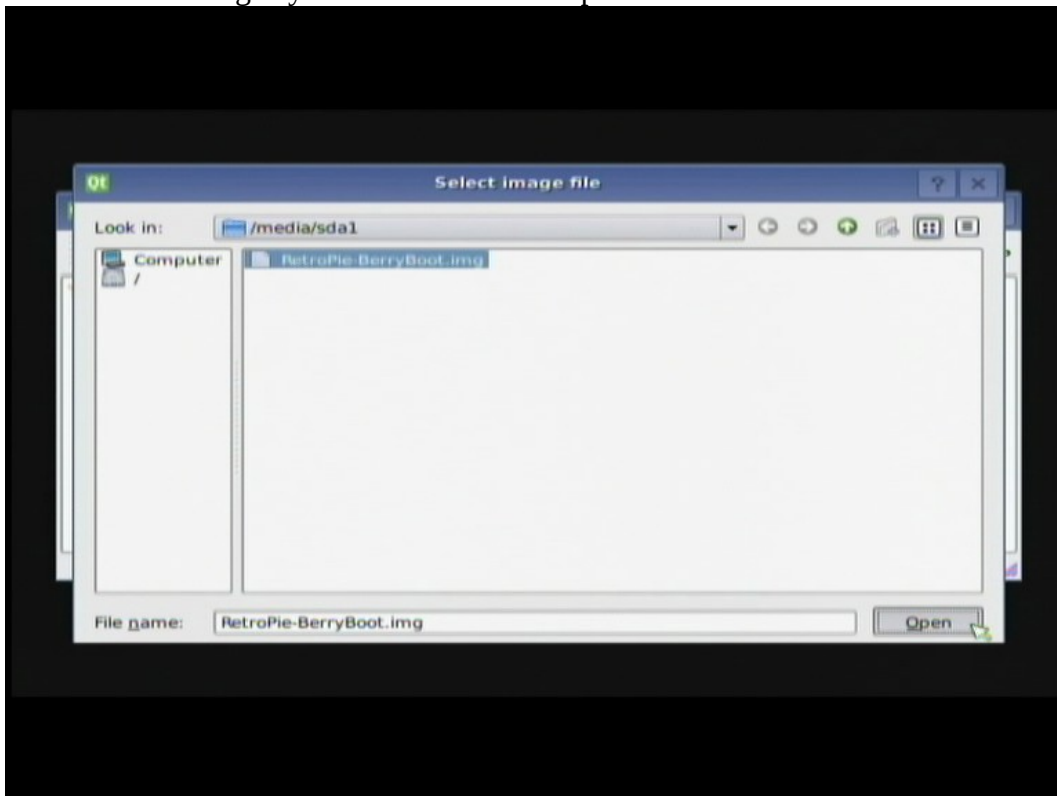 Qt Select image file
Look in: /media/sda1
Computer RetroPie-BerryBoot.img
/
File name: RetroPie-BerryBoot.img Open